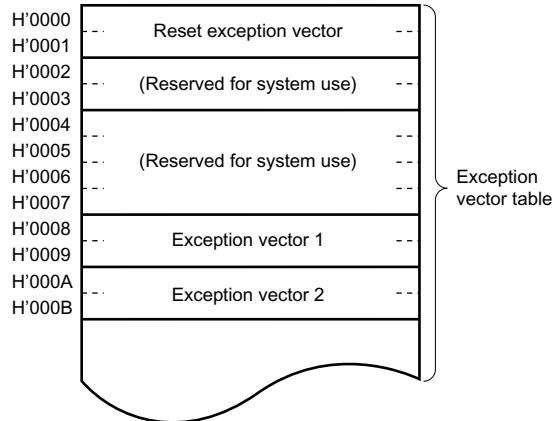 H'0000
H'0001
Reset exception vector
H'0002
H'0003
(Reserved for system use)
H'0004
H'0005
H'0006
H'0007
(Reserved for system use)
H'0008
H'0009
Exception vector 1
H'000A
H'000B
Exception vector 2
Exception
vector table